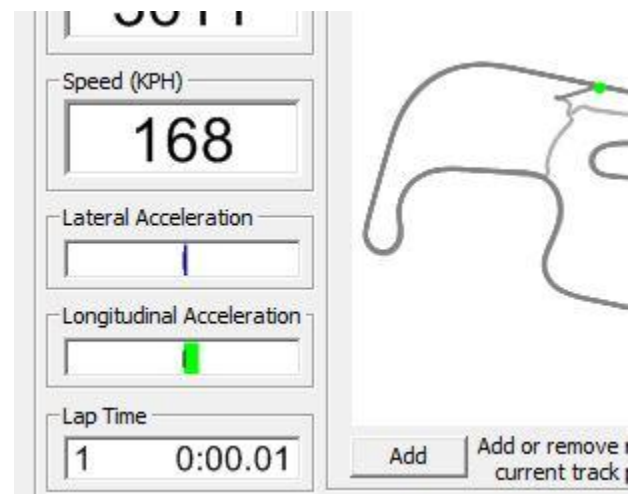 Speed (KPH)
168
Lateral Acceleration
Longitudinal Acceleration
Lap Time
1 0:00.01
Add
Add or remove
current track